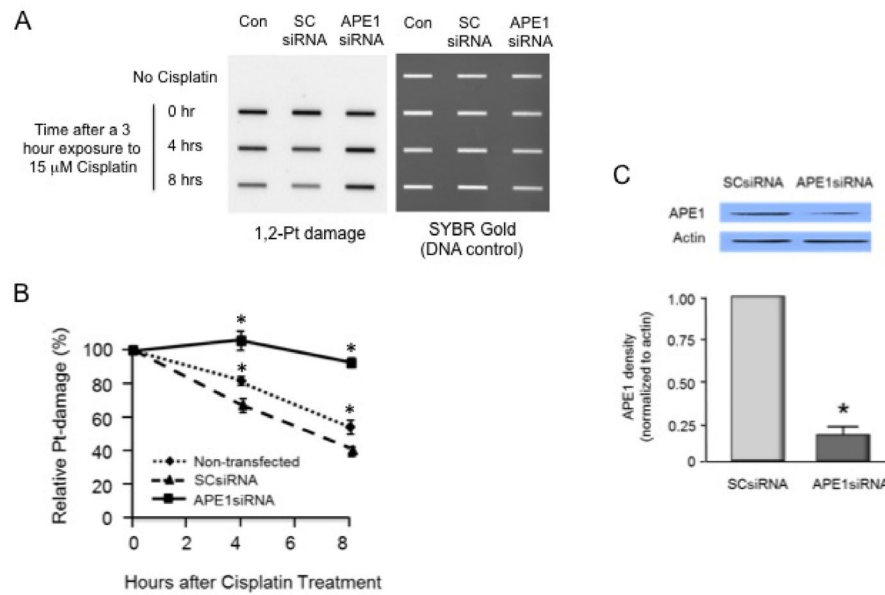 A
Con SC siRNA APE1 siRNA
Con SC siRNA APE1 siRNA
No Cisplatin
0 hr
Time after a 3
hour exposure to
15 μM Cisplatin
4 hrs
8 hrs
1,2-Pt damage
SYBR Gold
(DNA control)
B
Relative Pt-damage (%)
100
80
60
40
20
0
* * * *
Non-transfected
SCsiRNA
APE1siRNA
0 2 4 6 8
Hours after Cisplatin Treatment
C
SCsiRNA APE1siRNA
APE1
Actin
APE1 density
(normalized to actin)
1.00
0.75
0.50
0.25
0
*
SCsiRNA APE1siRNA